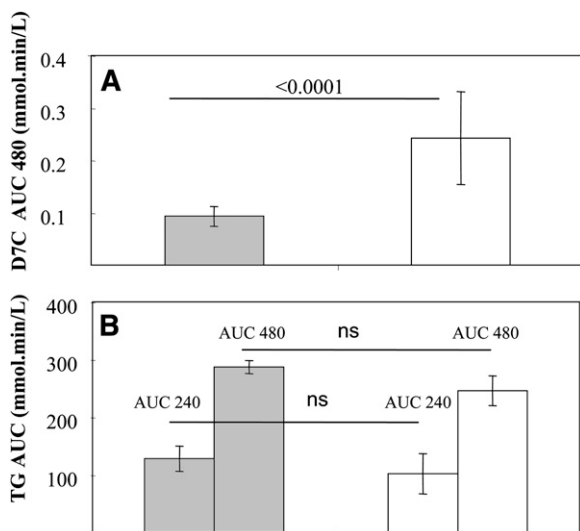 D7C AUC 480 (mmol.min/L)
0.4
0.3
0.2
0.1
A
<0.0001
TG AUC (mmol.min/L)
400
300
200
100
B
AUC 480
ns
AUC 480
AUC 240
ns
AUC 240